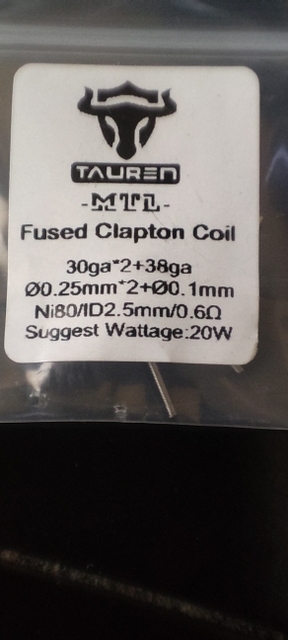 TAUREN
-MTL-
Fused Clapton Coil
30ga*2+38ga
Ø0.25mm*2+Ø0.1mm
Ni80/ID2.5mm/0.6Ω
Suggest Wattage:20W